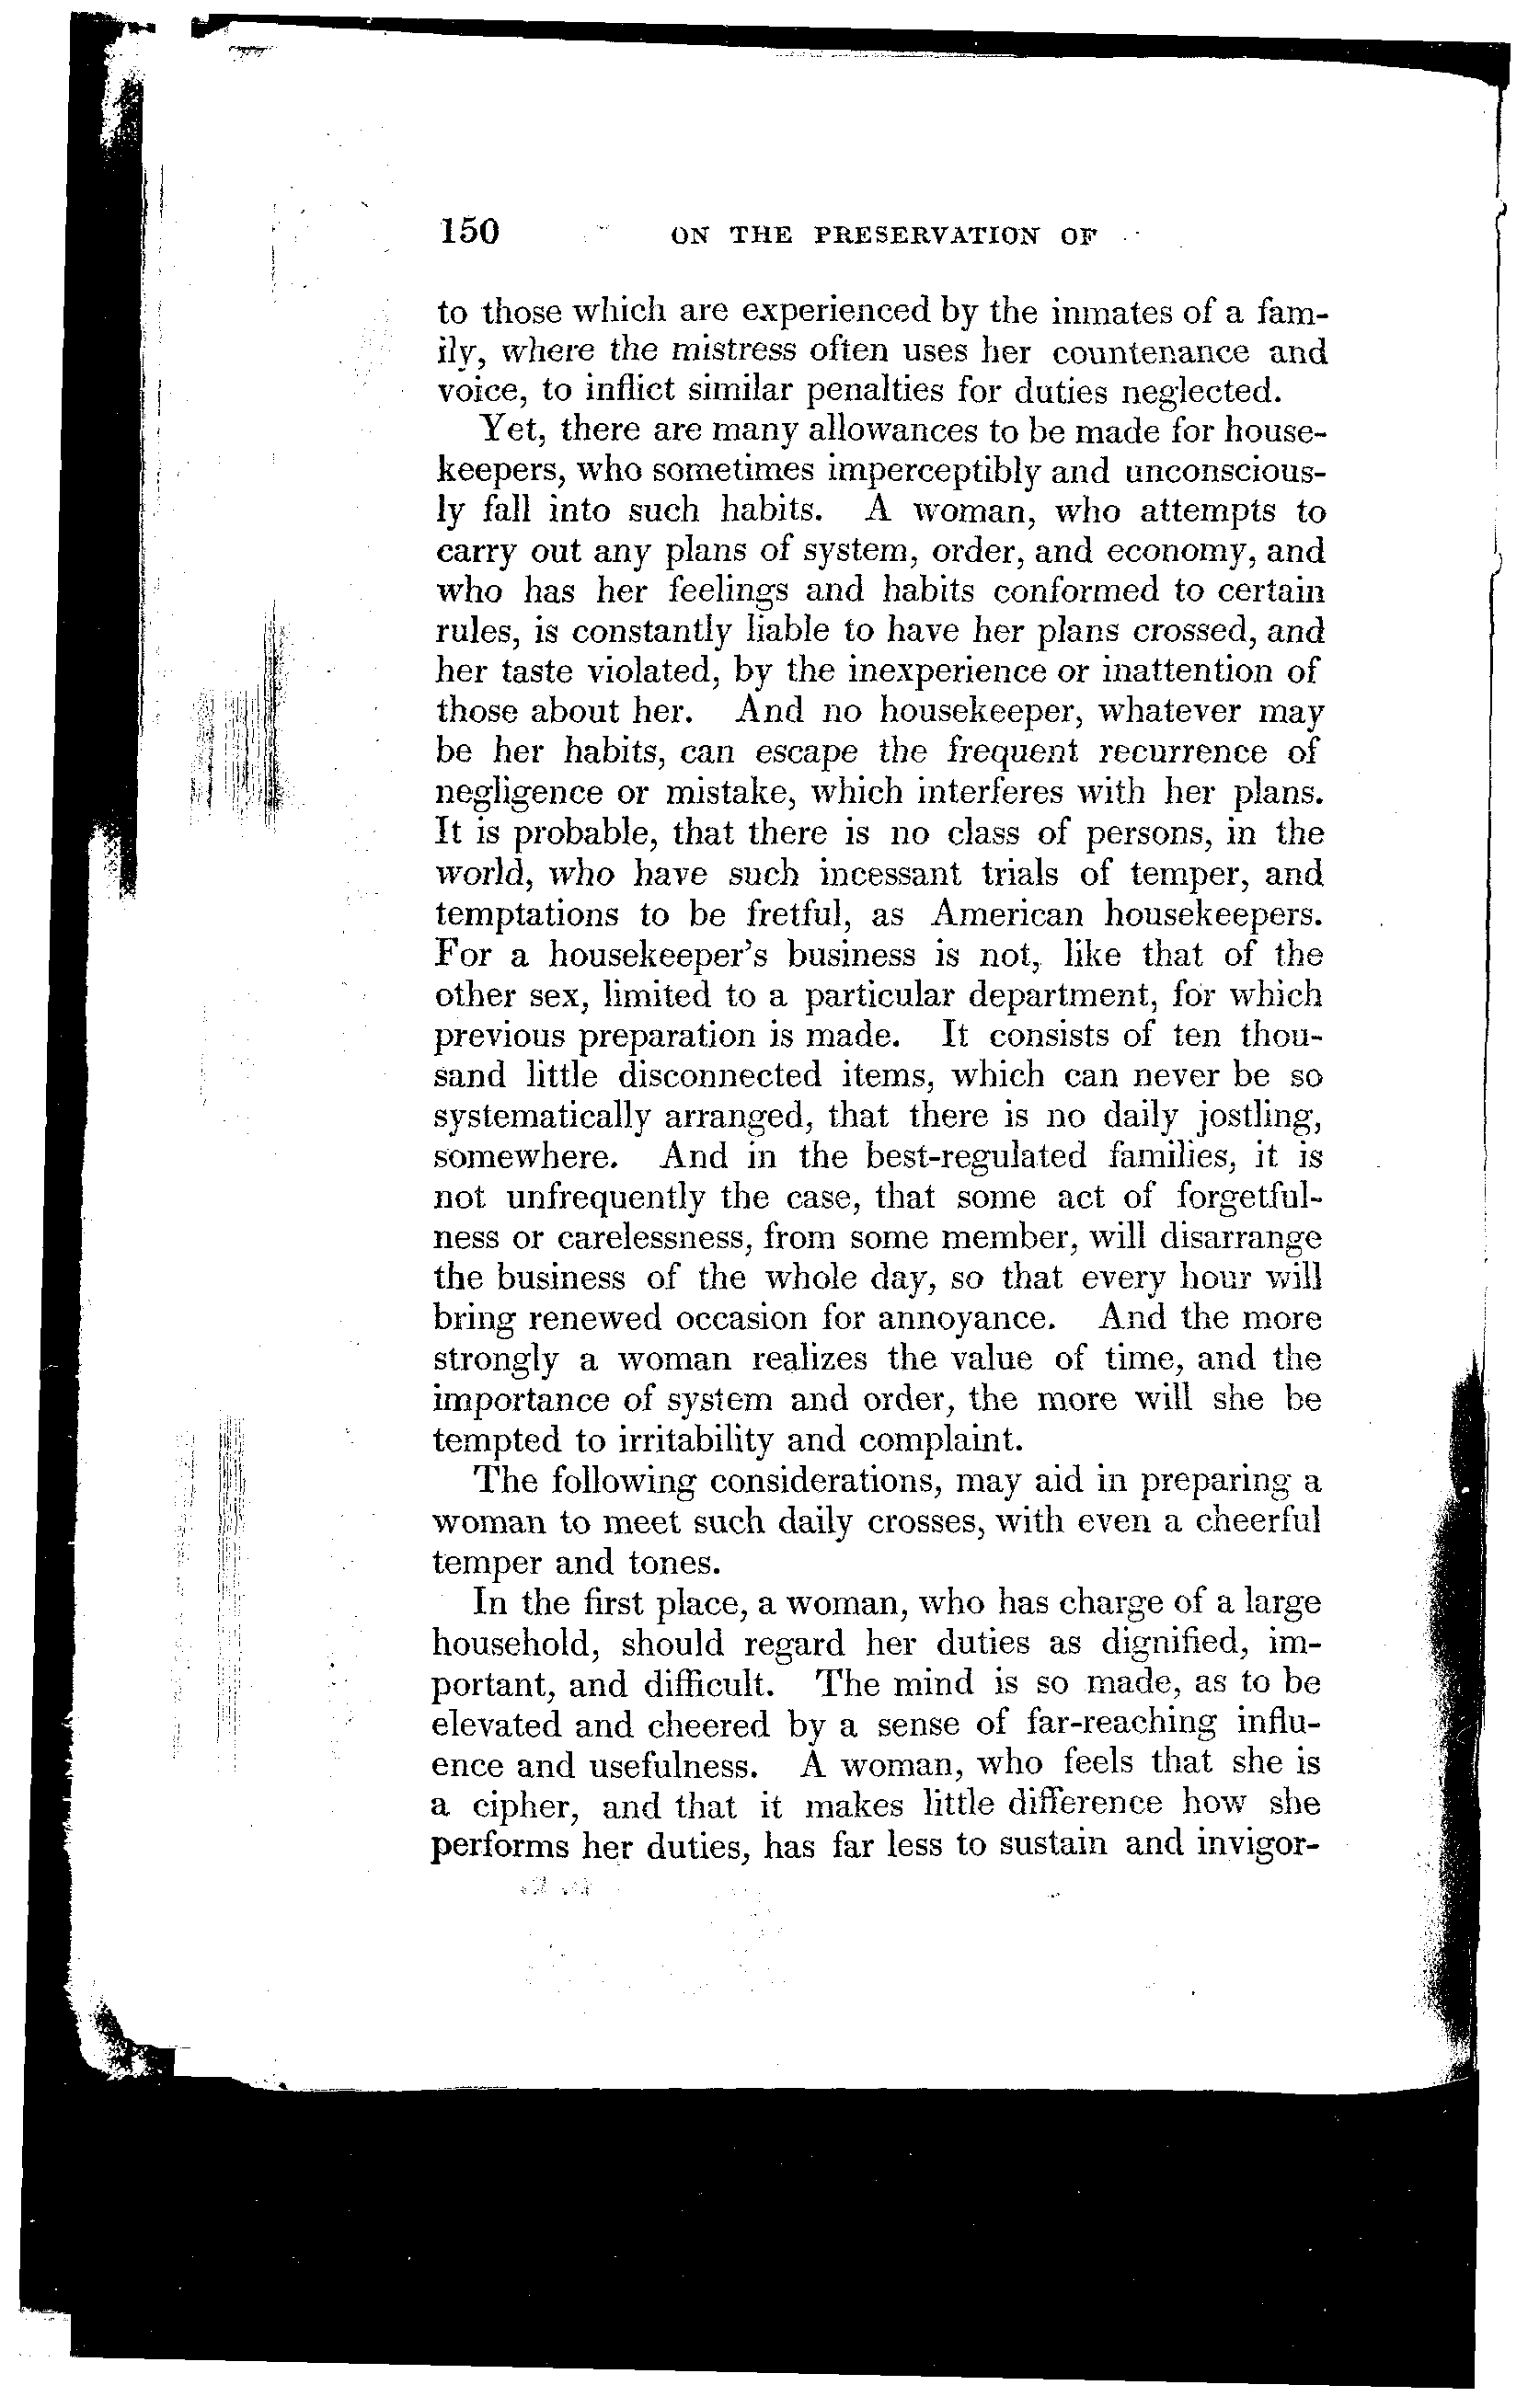 150 ON THE PRESERVATION OF
to those which are experienced by the inmates of a fam-
ily, where the mistress often uses her countenance and
voice, to inflict similar penalties for duties neglected.
Yet, there are many allowances to be made for house-
keepers, who sometimes imperceptibly and unconscious-
ly fall into such habits. A woman, who attempts to
carry out any plans of system, order, and economy, and
who has her feelings and habits conformed to certain
rules, is constantly liable to have her plans crossed, and
her taste violated, by the inexperience or inattention of
those about her. And no housekeeper, whatever may
be her habits, can escape the frequent recurrence of
negligence or mistake, which interferes with her plans.
It is probable, that there is no class of persons, in the
world, who have such incessant trials of temper, and
temptations to be fretful, as American housekeepers.
For a housekeeper's business is not, like that of the
other sex, limited to a particular department, for which
previous preparation is made. It consists of ten thou-
sand little disconnected items, which can never be so
systematically arranged, that there is no daily jostling,
somewhere. And in the best-regulated families, it is
not unfrequently the case, that some act of forgetful-
ness or carelessness, from some member, will disarrange
the business of the whole day, so that every hour will
bring renewed occasion for annoyance. And the more
strongly a woman realizes the value of time, and the
importance of system and order, the more will she be
tempted to irritability and complaint.
The following considerations, may aid in preparing a
woman to meet such daily crosses, with even a cheerful
temper and tones.
In the first place, a woman, who has charge of a large
household, should regard her duties as dignified, im-
portant, and difficult. The mind is so made, as to be
elevated and cheered by a sense of far-reaching influ-
ence and usefulness. A woman, who feels that she is
a cipher, and that it makes little difference how she
performs her duties, has far less to sustain and invigor-